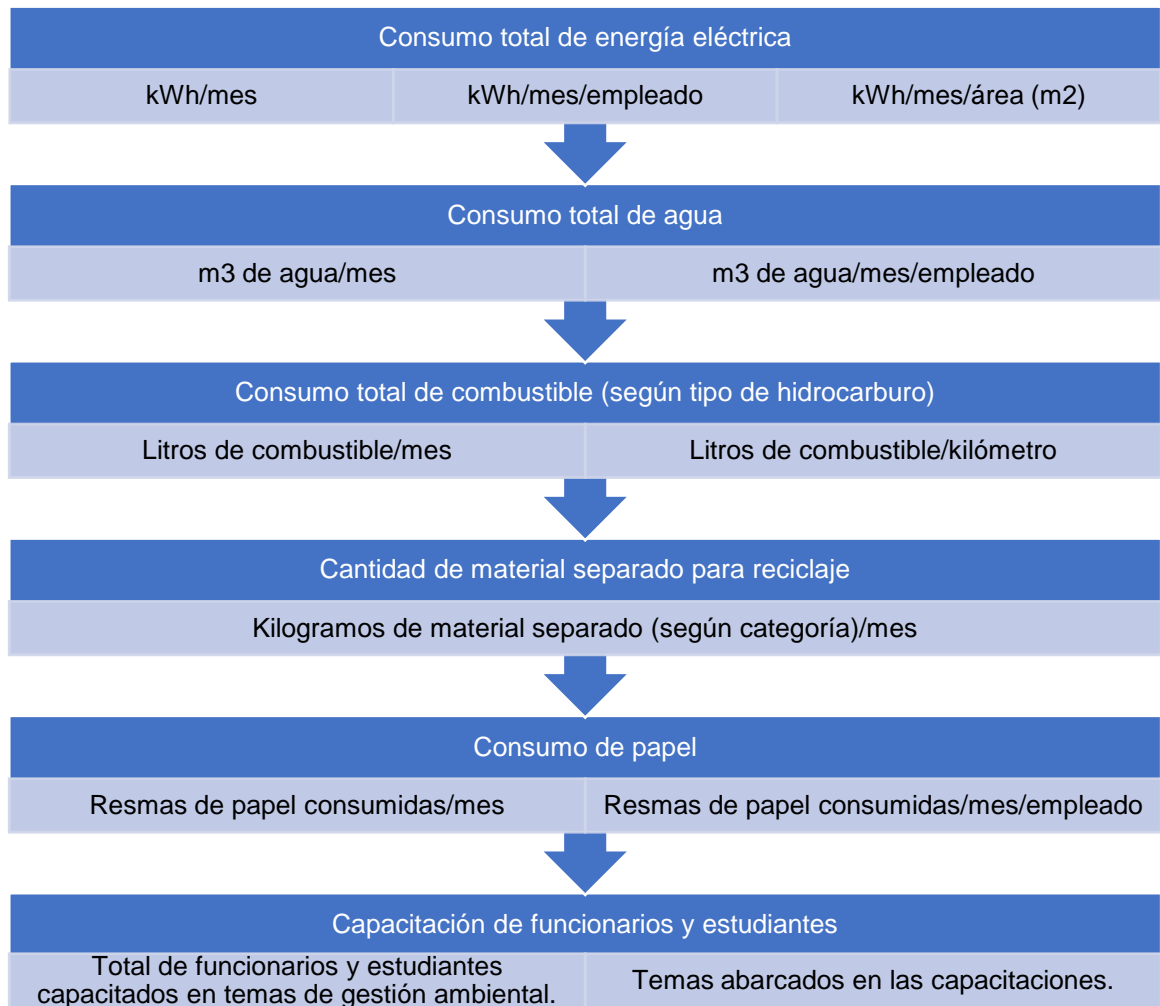 Consumo total de energía eléctrica
kWh/mes
kWh/mes/empleado
kWh/mes/área (m2)
Consumo total de agua
m3 de agua/mes
m3 de agua/mes/empleado
Consumo total de combustible (según tipo de hidrocarburo)
Litros de combustible/mes
Litros de combustible/kilómetro
Cantidad de material separado para reciclaje
Kilogramos de material separado (según categoría)/mes
Consumo de papel
Resmas de papel consumidas/mes
Resmas de papel consumidas/mes/empleado
Capacitación de funcionarios y estudiantes
Total de funcionarios y estudiantes
capacitados en temas de gestión ambiental.
Temas abarcados en las capacitaciones.